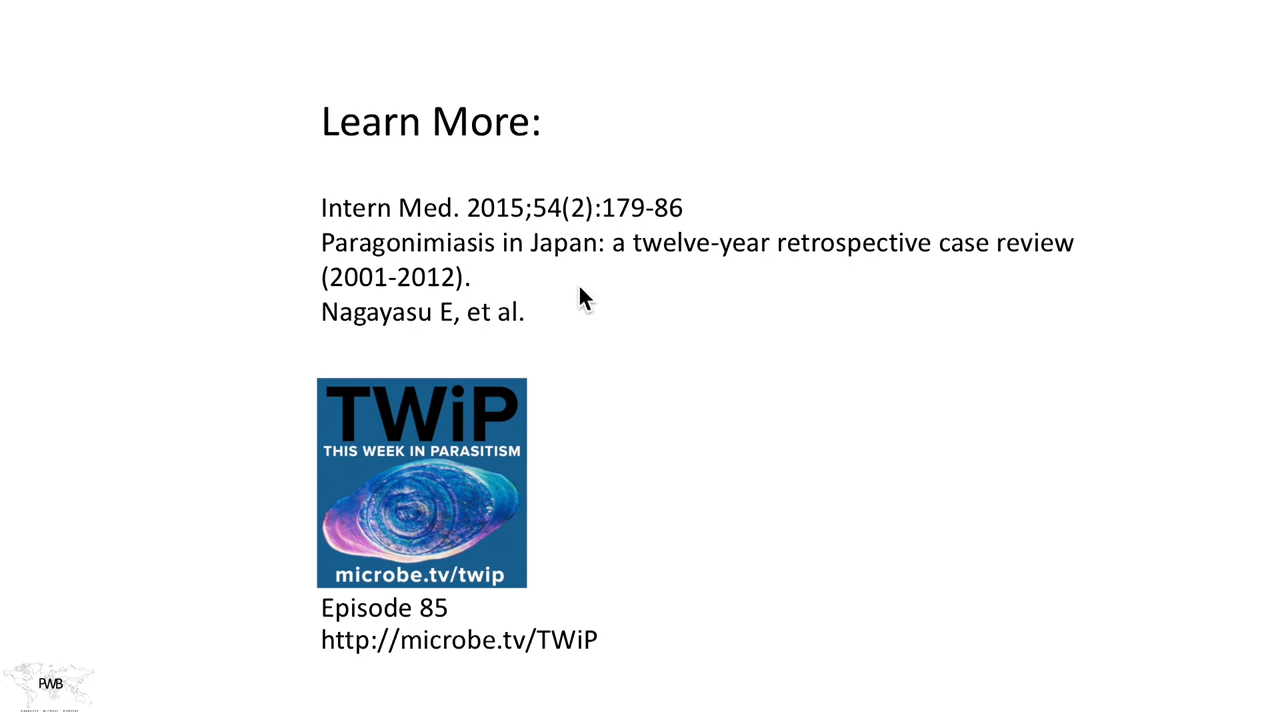 Learn More:
Intern Med. 2015;54(2):179-86
Paragonimiasis in Japan: a twelve-year retrospective case review
(2001-2012).
Nagayasu E, et al.
TWiP
THIS WEEK IN PARASITISM
microbe.tv/twip
Episode 85
http://microbe.tv/TWiP
PWB